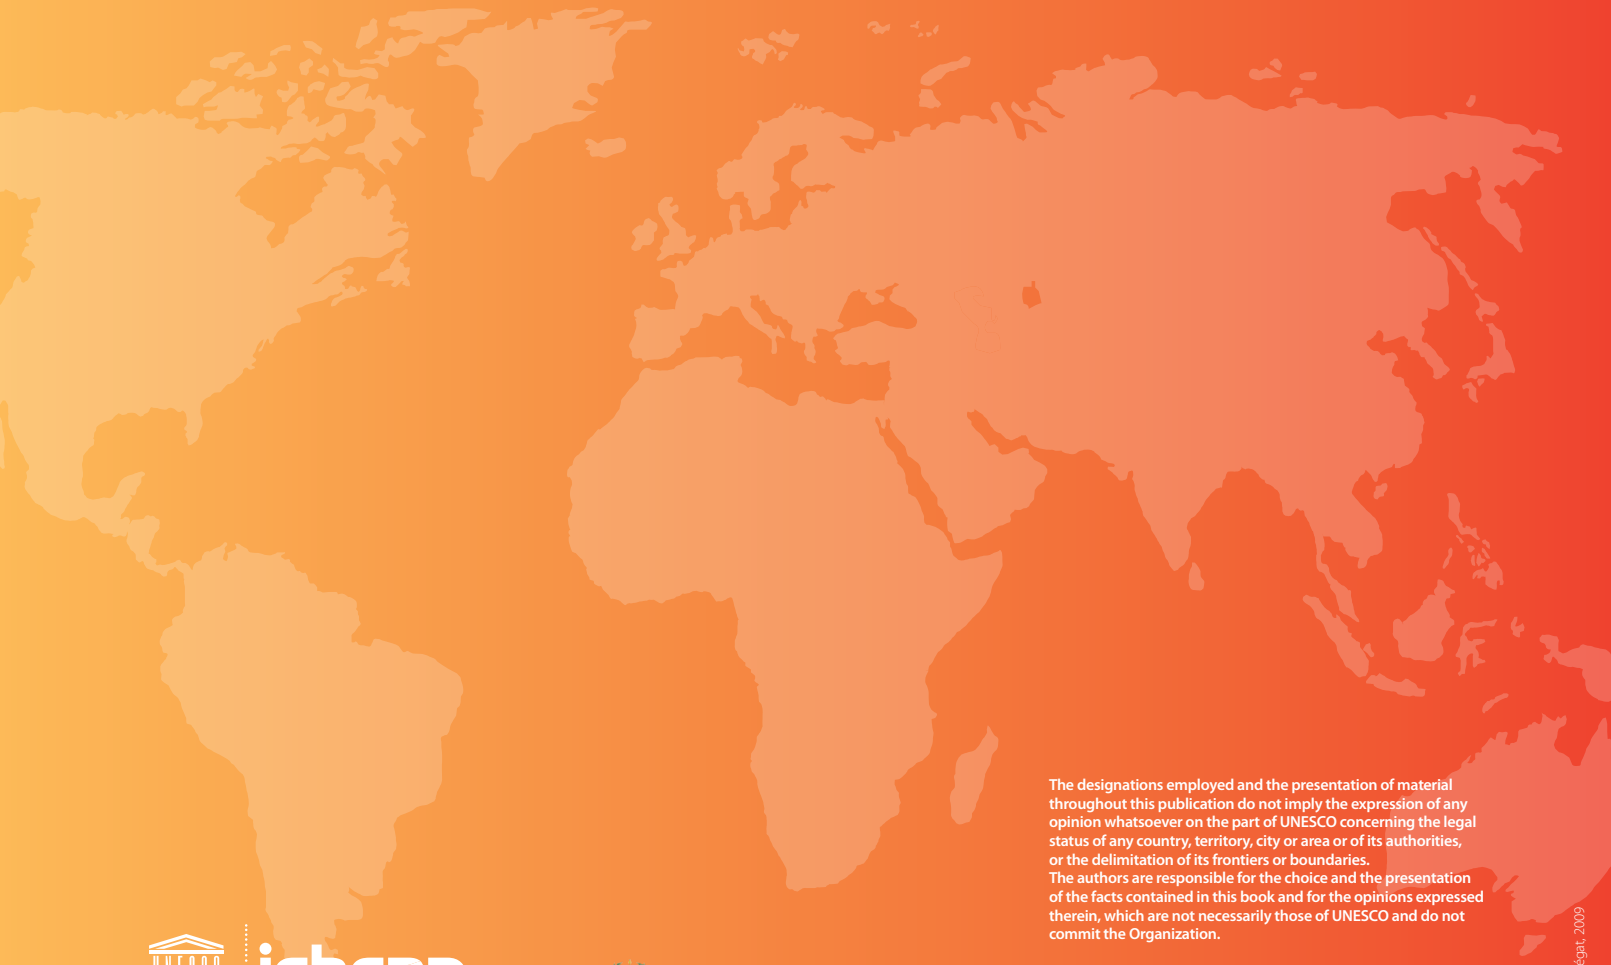 The designations employed and the presentation of material
throughout this publication do not imply the expression of any
opinion whatsoever on the part of UNESCO concerning the legal
status of any country, territory, city or area or of its authorities,
or the delimitation of its frontiers or boundaries.
The authors are responsible for the choice and the presentation
of the facts contained in this book and for the opinions expressed
therein, which are not necessarily those of UNESCO and do not
commit the Organization.
2009